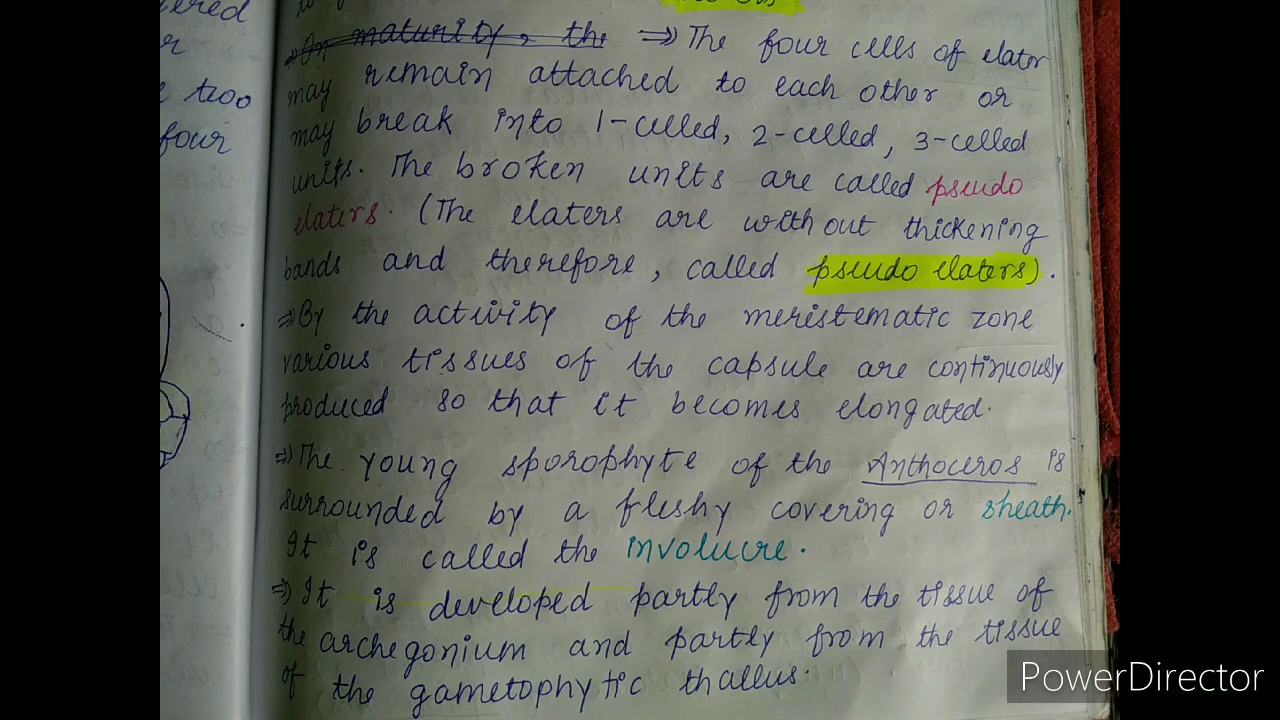 ered
r
two
four
maturity, the ⇒ The four cells of elator
may remain attached to each other or
may break into 1-celled, 2-celled, 3-celled
units. The broken units are called pseudo
elaters. (The elaters are without thickening
bands and therefore, called pseudo elaters).
⇒ By the activity of the meristematic zone
various tissues of the capsule are continuously
produced so that it becomes elongated.
⇒ The young sporophyte of the Anthoceros is
surrounded by a fleshy covering or sheath.
It is called the involucre.
⇒ It is developed partly from the tissue of
the archegonium and partly from the tissue
of the gametophytic thallus.
PowerDirector